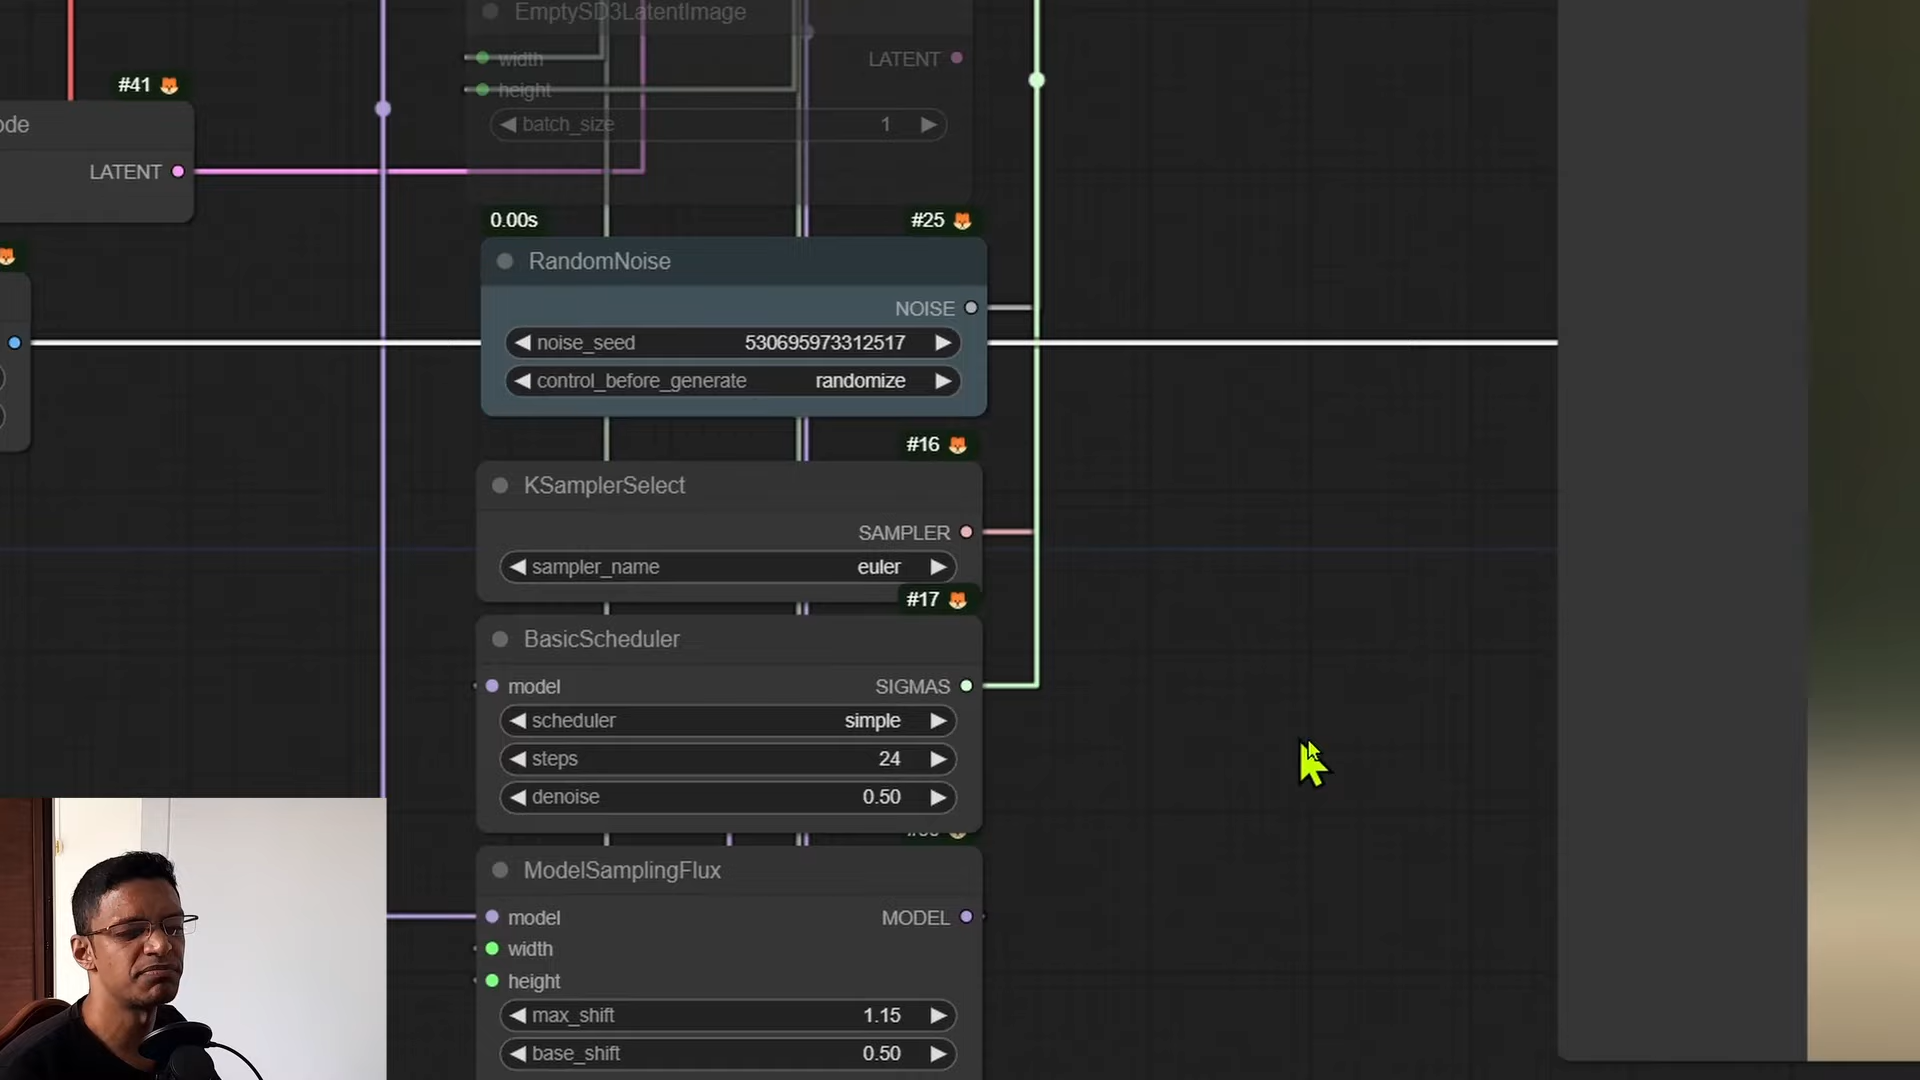 EmptySD3LatentImage
width LATENT
height
batch_size 1
#41
ode
LATENT
0.00s #25
RandomNoise
NOISE
noise_seed 530695973312517
control_before_generate randomize
#16
KSamplerSelect
SAMPLER
sampler_name euler
#17
BasicScheduler
model SIGMAS
scheduler simple
steps 24
denoise 0.50
ModelSamplingFlux
model MODEL
width
height
max_shift 1.15
base_shift 0.50